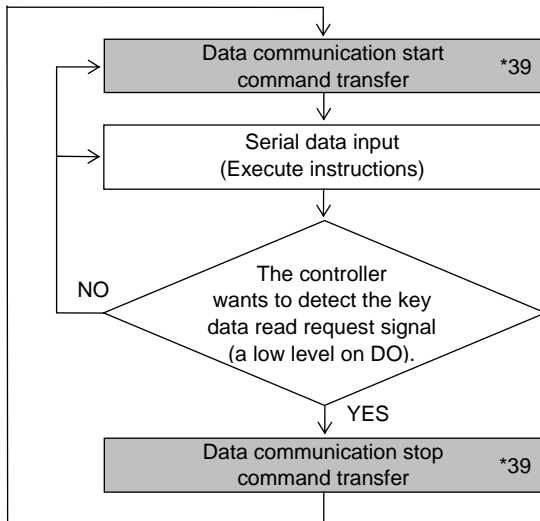 Data communication start
command transfer *39
Serial data input
(Execute instructions)
The controller
wants to detect the key
data read request signal
(a low level on DO).
NO
YES
Data communication stop
command transfer *39